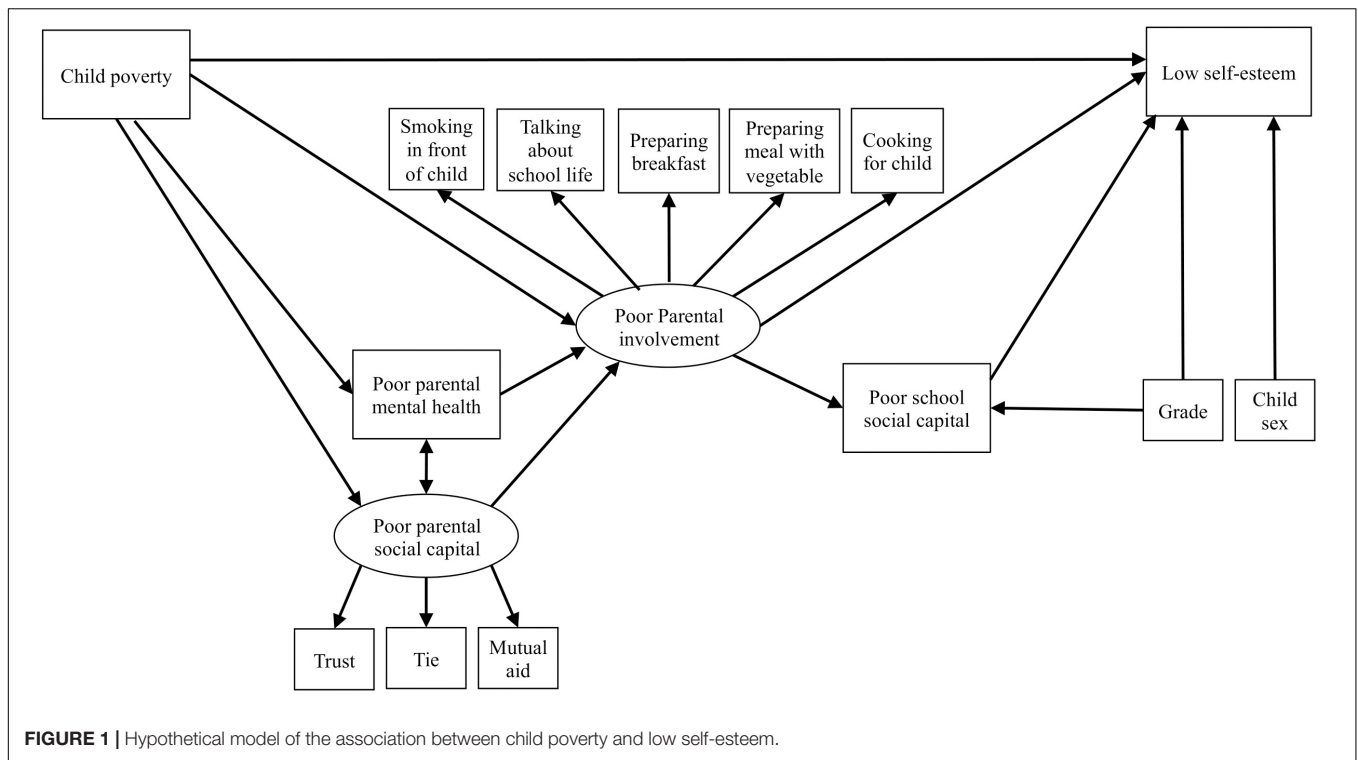 Child poverty
Low self-esteem
Smoking
in front
of child
Talking
about
school life
Preparing
breakfast
Preparing
meal with
vegetable
Cooking
for child
Poor Parental
involvement
Poor parental
mental health
Poor school
social capital
Grade
Child
sex
Poor parental
social capital
Trust
Tie
Mutual
aid
FIGURE 1 | Hypothetical model of the association between child poverty and low self-esteem.